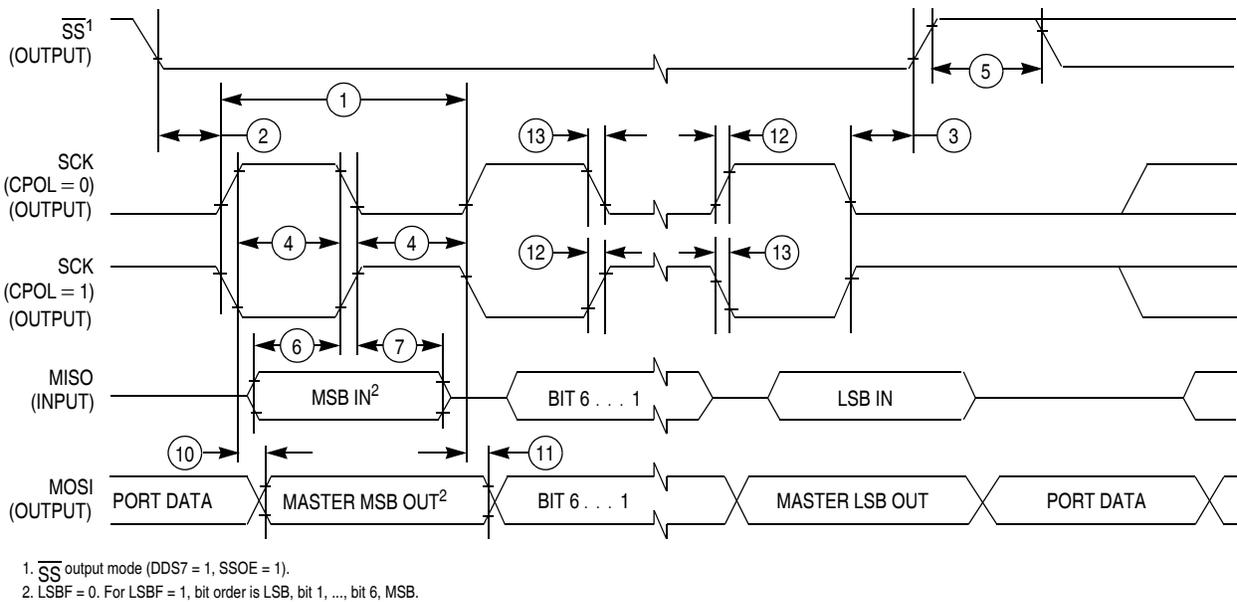 SS1
(OUTPUT)
5
1
2
13
12
3
SCK
(CPOL = 0)
(OUTPUT)
4
4
12
13
SCK
(CPOL = 1)
(OUTPUT)
6
7
MISO
(INPUT)
MSB IN2
BIT 6 . . . 1
LSB IN
10
11
MOSI
(OUTPUT)
PORT DATA
MASTER MSB OUT2
BIT 6 . . . 1
MASTER LSB OUT
PORT DATA
1. SS output mode (DDS7 = 1, SSOE = 1).
2. LSBF = 0. For LSBF = 1, bit order is LSB, bit 1, ..., bit 6, MSB.